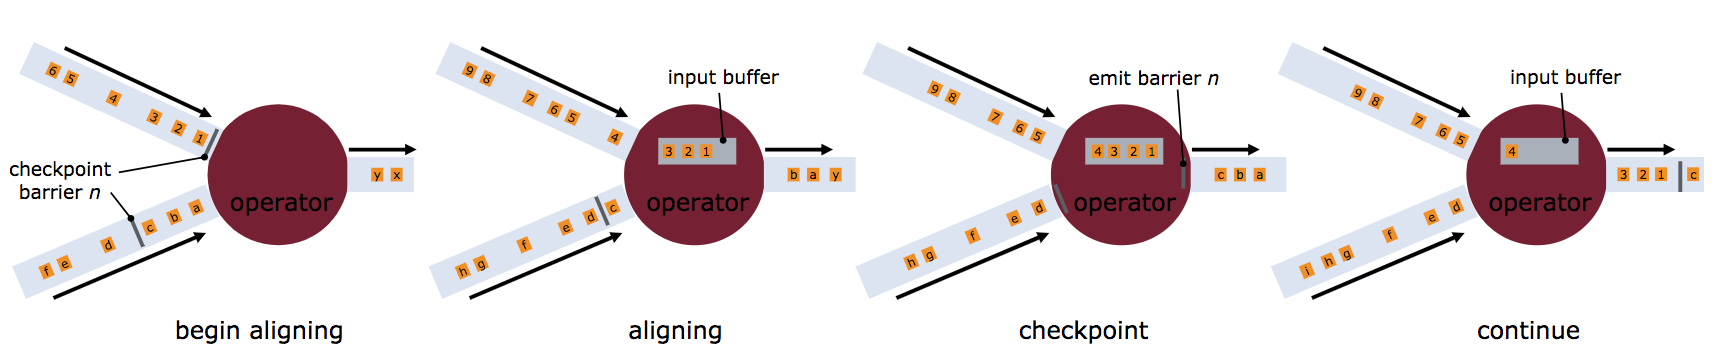 6 5 4 3 2 1
checkpoint
barrier n
f e d c b a
operator
y x
begin aligning
9 8 7 6 5 4
input buffer
3 2 1
h g f e d c
operator
b a y
aligning
9 8 7 6 5
emit barrier n
4 3 2 1
h g f e d
operator
c b a
checkpoint
9 8 7 6 5
input buffer
4
i h g f e d
operator
3 2 1 c
continue